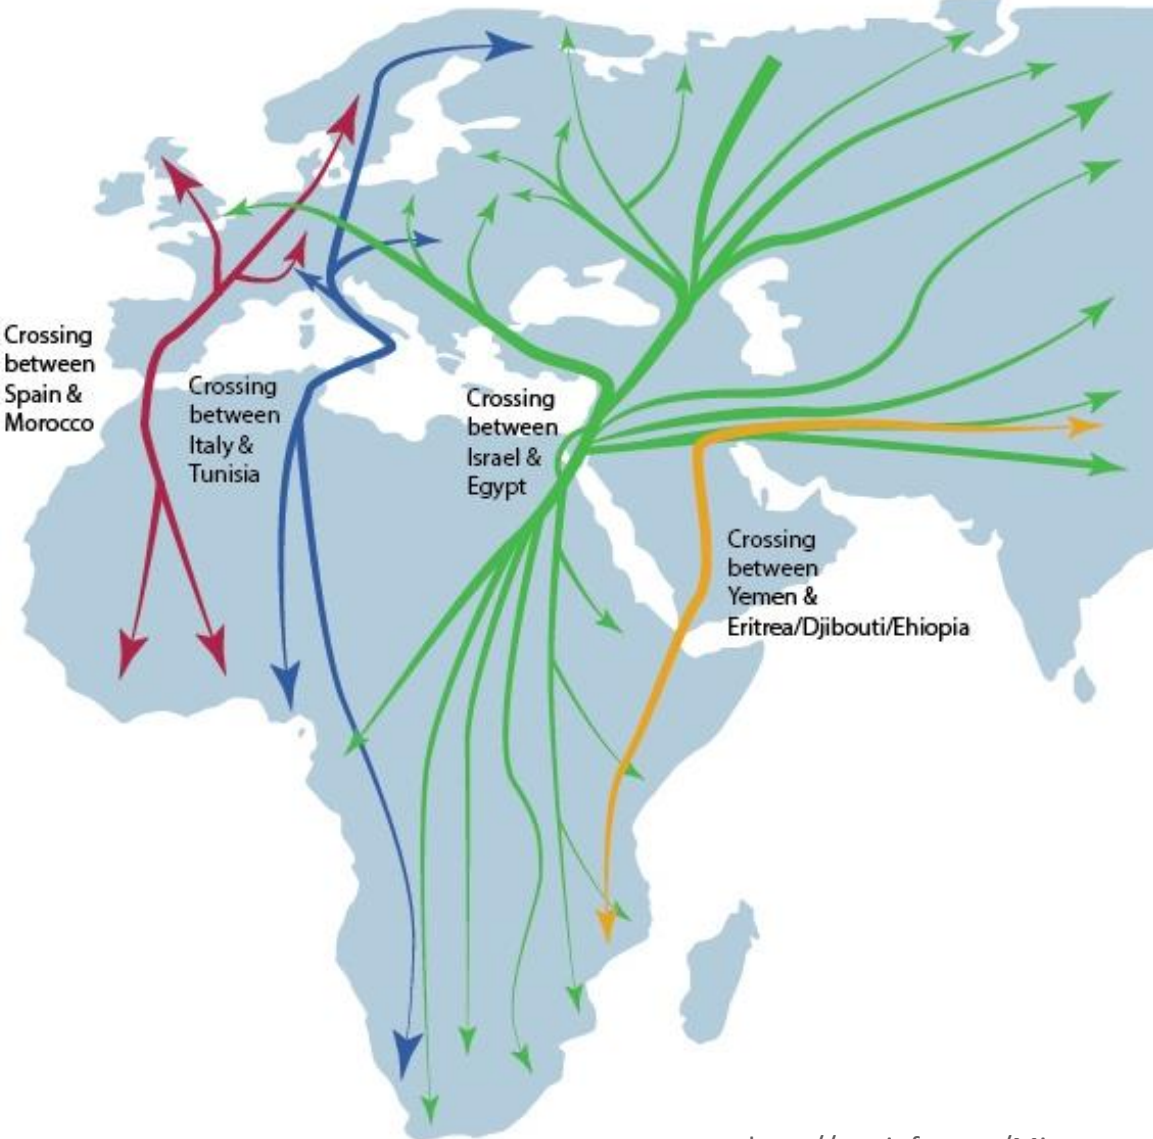 Crossing
between
Spain &
Morocco
Crossing
between
Italy &
Tunisia
Crossing
between
Israel &
Egypt
Crossing
between
Yemen &
Eritrea/Djibouti/Ehiopia